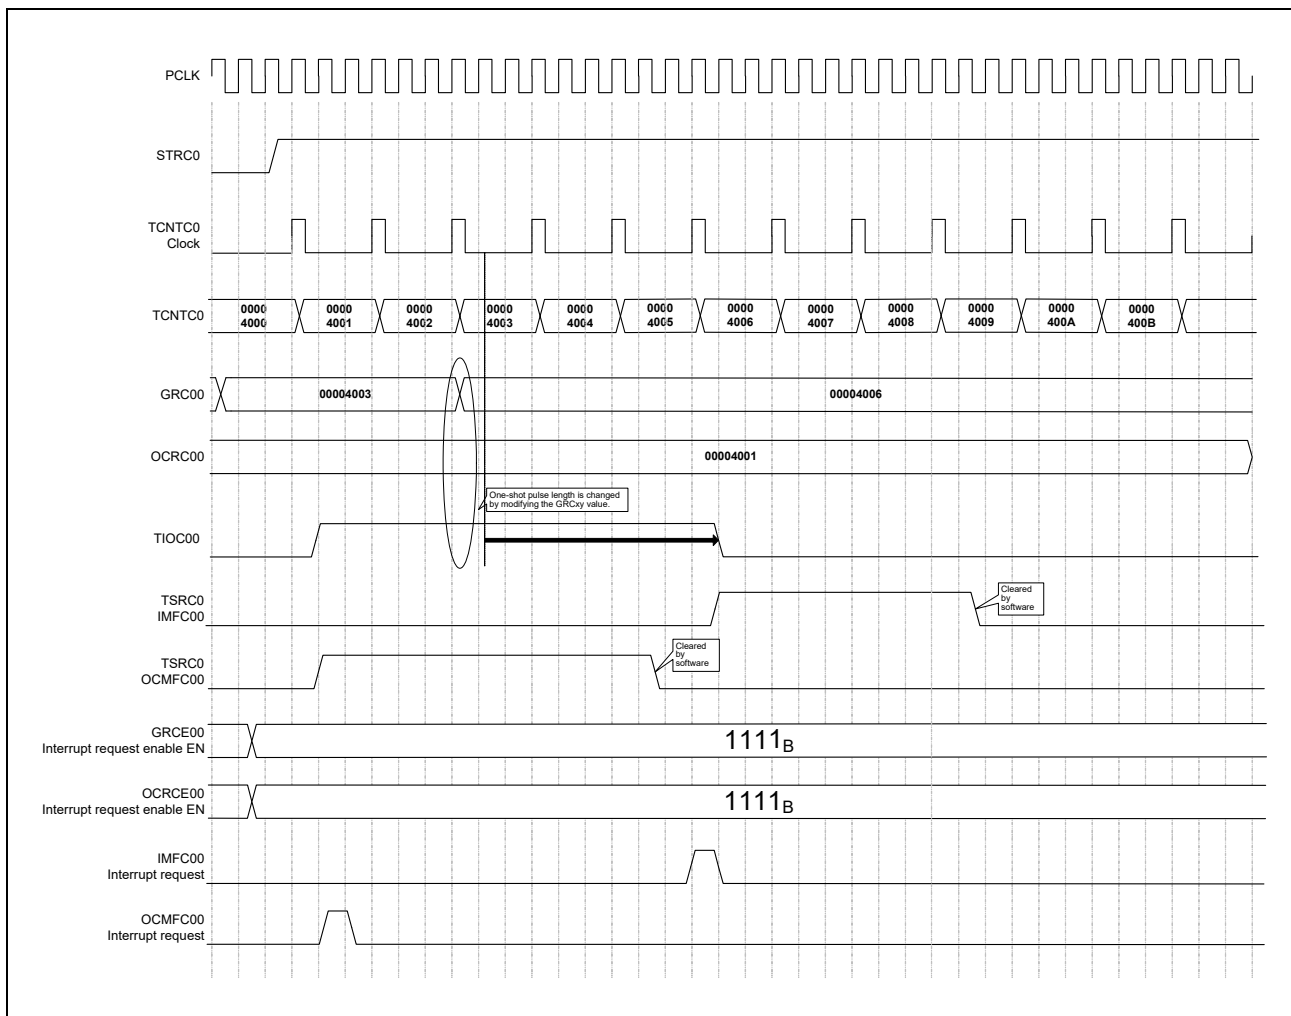 PCLK
STRC0
TCNTC0
Clock
TCNTC0
0000
4000
0000
4001
0000
4002
0000
4003
0000
4004
0000
4005
0000
4006
0000
4007
0000
4008
0000
4009
0000
400A
0000
400B
GRC00
00004003
00004006
OCRC00
00004001
One-shot pulse length is changed
by modifying the GRCxy value.
TIOC00
TSRC0
IMFC00
Cleared
by
software
TSRC0
OCMFC00
Cleared
by
software
GRCE00
Interrupt request enable EN
1111B
OCRCE00
Interrupt request enable EN
1111B
IMFC00
Interrupt request
OCMFC00
Interrupt request